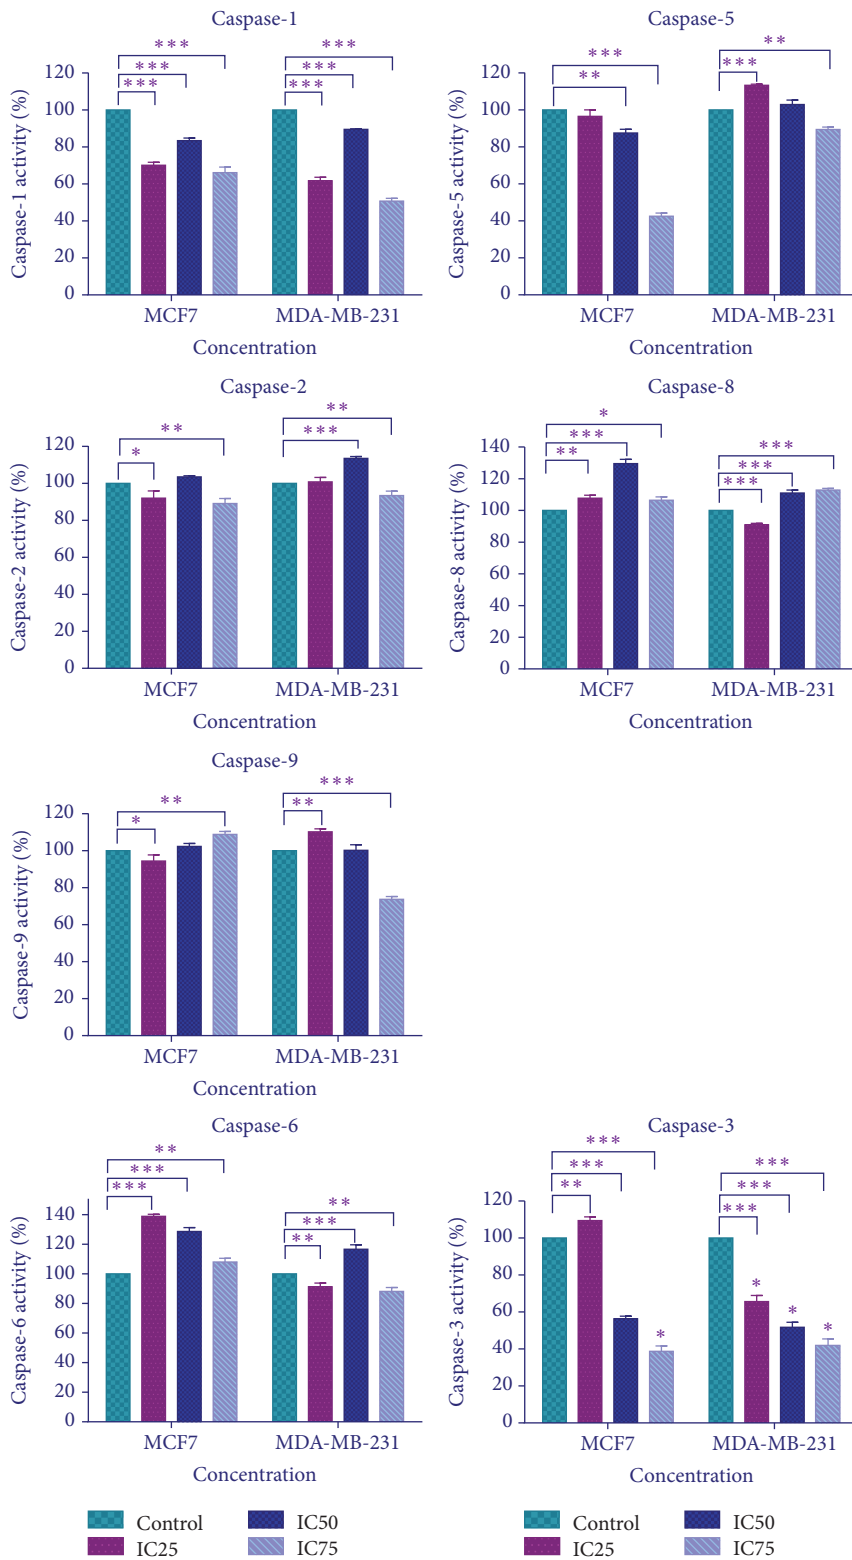 Caspase-1
***
***
***
***
***
***
120
100
80
60
40
20
0
Caspase-1 activity (%)
MCF7
MDA-MB-231
Concentration
Caspase-5
***
**
**
***
120
100
80
60
40
20
0
Caspase-5 activity (%)
MCF7
MDA-MB-231
Concentration
Caspase-2
**
*
**
***
120
100
80
60
40
20
0
Caspase-2 activity (%)
MCF7
MDA-MB-231
Concentration
Caspase-8
*
***
**
***
***
***
140
120
100
80
60
40
20
0
Caspase-8 activity (%)
MCF7
MDA-MB-231
Concentration
Caspase-9
**
*
***
**
120
100
80
60
40
20
0
Caspase-9 activity (%)
MCF7
MDA-MB-231
Concentration
Caspase-6
**
***
***
**
***
**
140
120
100
80
60
40
20
0
Caspase-6 activity (%)
MCF7
MDA-MB-231
Concentration
Caspase-3
***
***
**
***
***
***
*
*
*
*
120
100
80
60
40
20
0
Caspase-3 activity (%)
MCF7
MDA-MB-231
Concentration
Control
IC50
IC25
IC75
Control
IC50
IC25
IC75